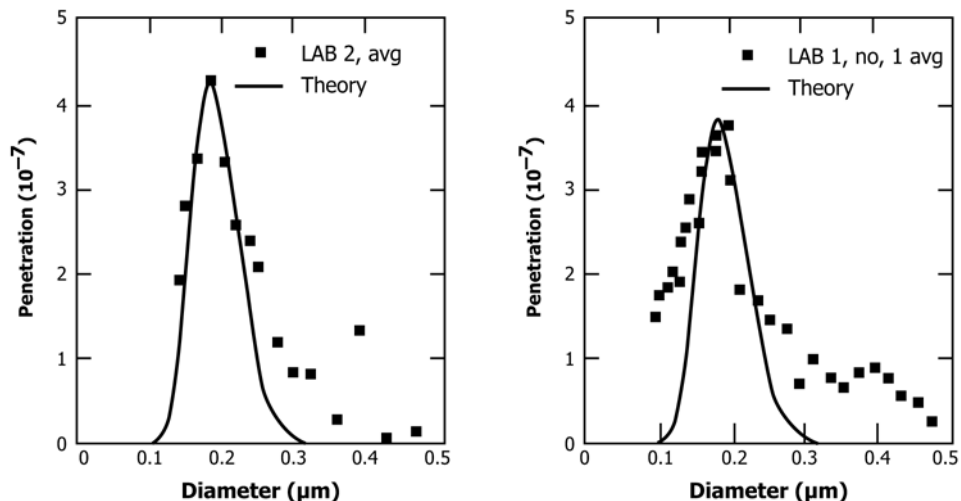 5
4
3
2
1
0
Penetration (10⁻⁷)
LAB 2, avg
Theory
0 0.1 0.2 0.3 0.4 0.5
Diameter (μm)
5
4
3
2
1
0
Penetration (10⁻⁷)
LAB 1, no, 1 avg
Theory
0 0.1 0.2 0.3 0.4 0.5
Diameter (μm)